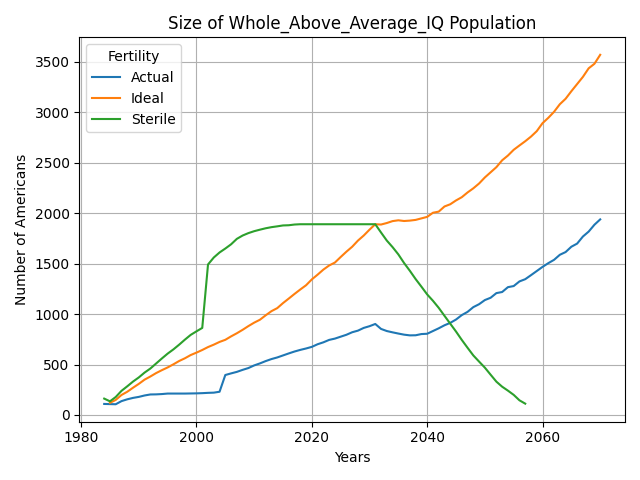 Size of Whole_Above_Average_IQ Population
Fertility
Actual
Ideal
Sterile
Number of Americans
3500
3000
2500
2000
1500
1000
500
0
1980
2000
2020
2040
2060
Years